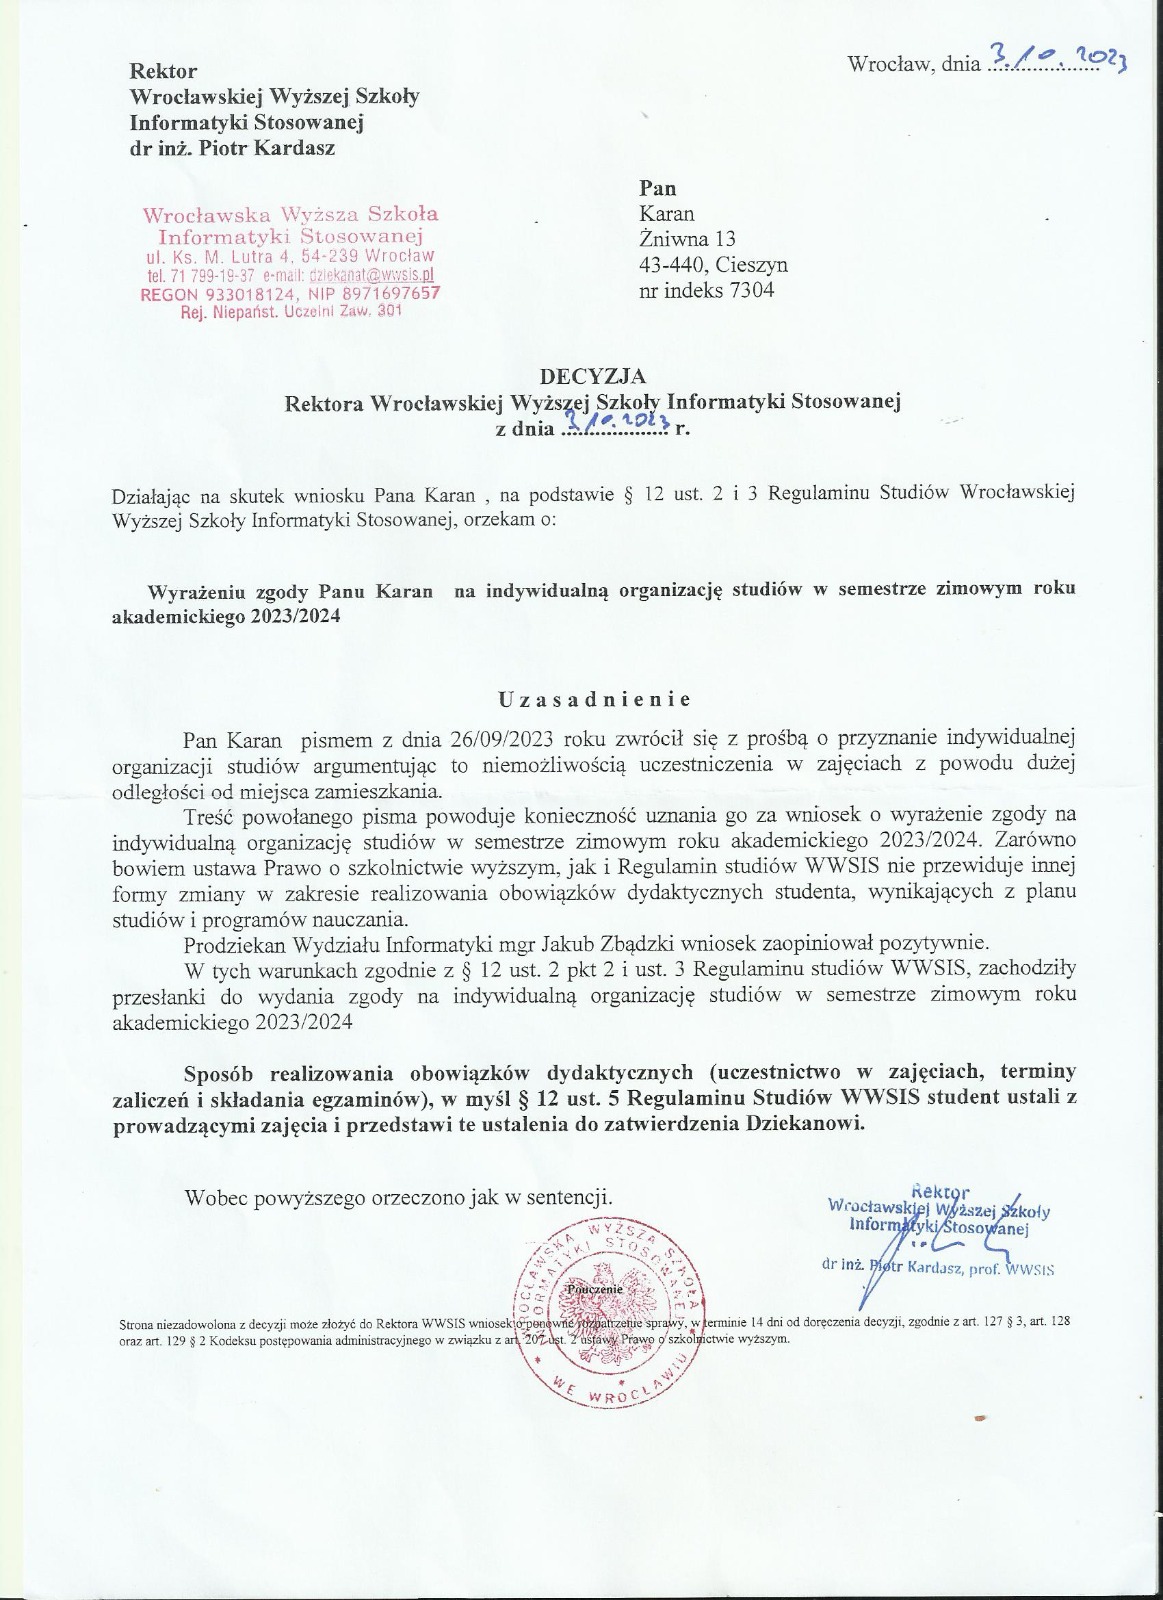 Wrocław, dnia 3.10.2023
Rektor
Wrocławskiej Wyższej Szkoły
Informatyki Stosowanej
dr inż. Piotr Kardasz
Pan
Karan
Żniwna 13
43-440, Cieszyn
nr indeks 7304
Wrocławska Wyższa Szkoła
Informatyki Stosowanej
ul. Ks. M. Lutra 4, 54-239 Wrocław
tel. 71 799-19-37 e-mail: dziekanat@wwsis.pl
REGON 933018124, NIP 8971697657
Rej. Niepańst. Uczelni Zaw. 301
DECYZJA
Rektora Wrocławskiej Wyższej Szkoły Informatyki Stosowanej
z dnia 3.10.2023 r.
Działając na skutek wniosku Pana Karan , na podstawie § 12 ust. 2 i 3 Regulaminu Studiów Wrocławskiej
Wyższej Szkoły Informatyki Stosowanej, orzekam o:
Wyrażeniu zgody Panu Karan na indywidualną organizację studiów w semestrze zimowym roku
akademickiego 2023/2024
Uzasadnienie
Pan Karan pismem z dnia 26/09/2023 roku zwrócił się z prośbą o przyznanie indywidualnej
organizacji studiów argumentując to niemożliwością uczestniczenia w zajęciach z powodu dużej
odległości od miejsca zamieszkania.
Treść powołanego pisma powoduje konieczność uznania go za wniosek o wyrażenie zgody na
indywidualną organizację studiów w semestrze zimowym roku akademickiego 2023/2024. Zarówno
bowiem ustawa Prawo o szkolnictwie wyższym, jak i Regulamin studiów WWSIS nie przewiduje innej
formy zmiany w zakresie realizowania obowiązków dydaktycznych studenta, wynikających z planu
studiów i programów nauczania.
Prodziekan Wydziału Informatyki mgr Jakub Zbądzki wniosek zaopiniował pozytywnie.
W tych warunkach zgodnie z § 12 ust. 2 pkt 2 i ust. 3 Regulaminu studiów WWSIS, zachodziły
przesłanki do wydania zgody na indywidualną organizację studiów w semestrze zimowym roku
akademickiego 2023/2024
Sposób realizowania obowiązków dydaktycznych (uczestnictwo w zajęciach, terminy
zaliczeń i składania egzaminów), w myśl § 12 ust. 5 Regulaminu Studiów WWSIS student ustali z
prowadzącymi zajęcia i przedstawi te ustalenia do zatwierdzenia Dziekanowi.
Wobec powyższego orzeczono jak w sentencji.
Rektor
Wrocławskiej Wyższej Szkoły
Informatyki Stosowanej
dr inż. Piotr Kardasz, prof. WWSIS
WROCŁAWSKA WYŻSZA SZKOŁA
INFORMATYKI STOSOWANEJ
WE WROCŁAWIU
Pouczenie
Strona niezadowolona z decyzji może złożyć do Rektora WWSIS wniosek o ponowne rozpatrzenie sprawy, w terminie 14 dni od doręczenia decyzji, zgodnie z art. 127 § 3, art. 128
oraz art. 129 § 2 Kodeksu postępowania administracyjnego w związku z art. 207 ust. 2 ustawy Prawo o szkolnictwie wyższym.